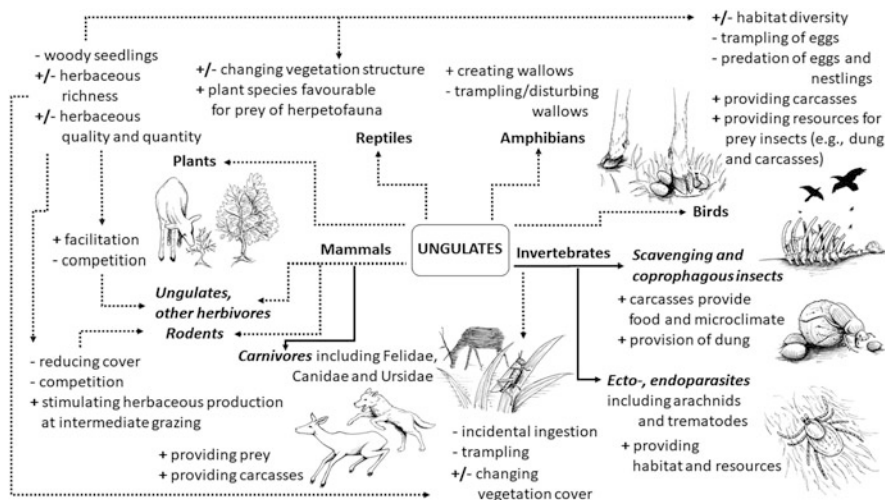 - woody seedlings
+/- herbaceous
richness
+/- herbaceous
quality and quantity
Plants
+/- changing vegetation structure
+ plant species favourable
for prey of herpetofauna
Reptiles
+ creating wallows
- trampling/disturbing
wallows
Amphibians
+/- habitat diversity
- trampling of eggs
- predation of eggs and
nestlings
+ providing carcasses
+ providing resources for
prey insects (e.g., dung
and carcasses)
Birds
UNGULATES
Mammals
Invertebrates
+ facilitation
- competition
Ungulates,
other herbivores
Rodents
- reducing cover
- competition
+ stimulating herbaceous production
at intermediate grazing
Carnivores including Felidae,
Canidae and Ursidae
+ providing prey
+ providing carcasses
- incidental ingestion
- trampling
+/- changing
vegetation cover
Scavenging and
coprophagous insects
+ carcasses provide
food and microclimate
+ provision of dung
Ecto-, endoparasites
including arachnids
and trematodes
+ providing
habitat and resources